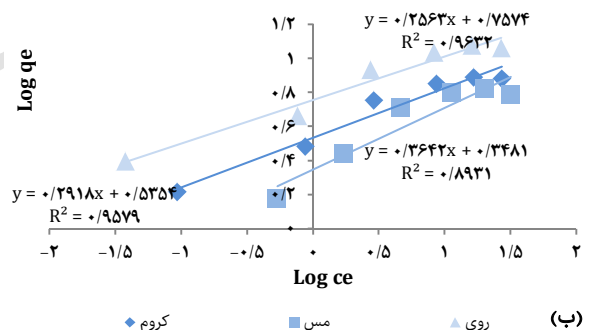 y = ۰/۲۵۶۳x + ۰/۷۵۷۴
R² = ۰/۹۶۳۲
۱/۲
۱
۰/۸
۰/۶
۰/۴
۰/۲
۰
Log qe
y = ۰/۳۶۴۲x + ۰/۳۴۸۱
R² = ۰/۸۹۳۱
y = ۰/۲۹۱۸x + ۰/۵۳۵۴
R² = ۰/۹۵۷۹
−۲ −۱/۵ −۱ −۰/۵ ۰ ۰/۵ ۱ ۱/۵ ۲
Log ce
کروم مس روی
(ب)